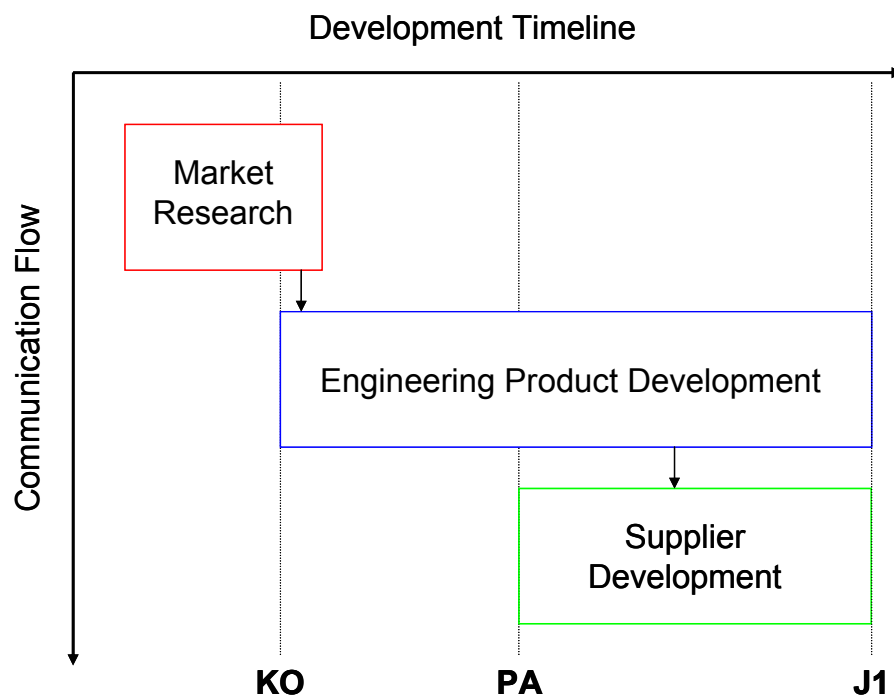 Development Timeline
Communication Flow
Market
Research
Engineering Product Development
Supplier
Development
KO
PA
J1